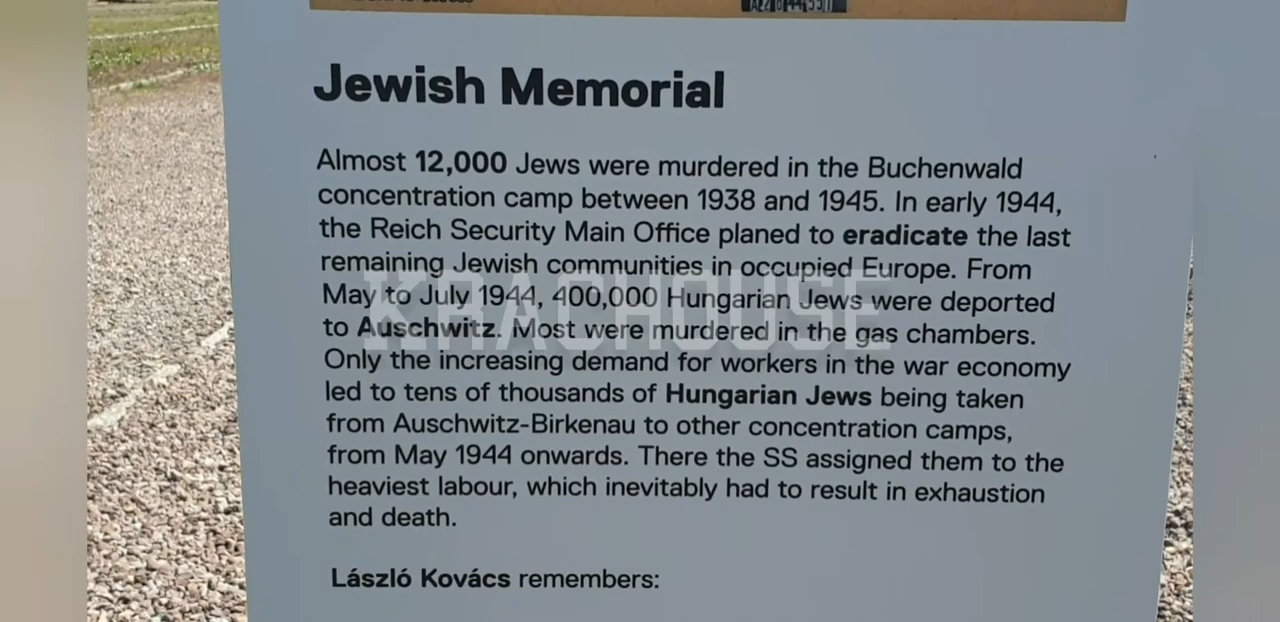 Jewish Memorial
Almost 12,000 Jews were murdered in the Buchenwald
concentration camp between 1938 and 1945. In early 1944,
the Reich Security Main Office planed to eradicate the last
remaining Jewish communities in occupied Europe. From
May to July 1944, 400,000 Hungarian Jews were deported
to Auschwitz. Most were murdered in the gas chambers.
Only the increasing demand for workers in the war economy
led to tens of thousands of Hungarian Jews being taken
from Auschwitz-Birkenau to other concentration camps,
from May 1944 onwards. There the SS assigned them to the
heaviest labour, which inevitably had to result in exhaustion
and death.
László Kovács remembers:
KRACHOUSE